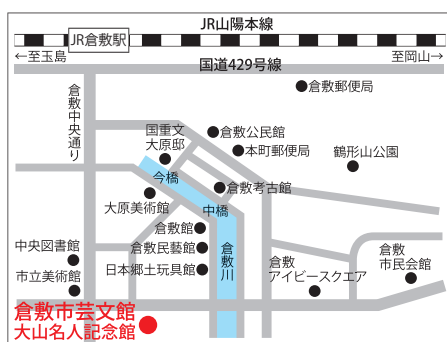 JR山陽本線
JR倉敷駅
←至玉島
至岡山→
国道429号線
倉敷中央通り
倉敷郵便局
国重文
大原邸
倉敷公民館
本町郵便局
鶴形山公園
今橋
倉敷考古館
大原美術館
中橋
倉敷館
倉敷川
中央図書館
倉敷民藝館
倉敷
市民会館
市立美術館
日本郷土玩具館
倉敷
アイビースクエア
倉敷市芸文館
大山名人記念館